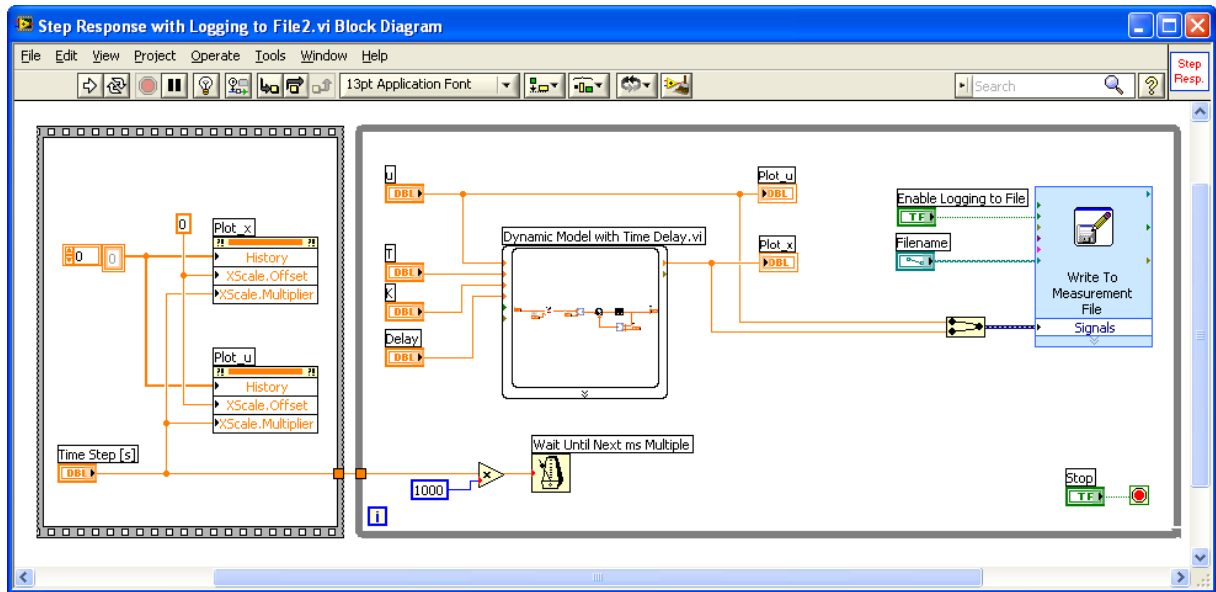 Step Response with Logging to File2.vi Block Diagram
File Edit View Project Operate Tools Window Help
13pt Application Font
Search
Step
Resp.
0
Plot_x
History
XScale.Offset
XScale.Multiplier
0
0
Plot_u
History
XScale.Offset
XScale.Multiplier
Time Step [s]
DBL
u
DBL
T
DBL
K
DBL
Delay
DBL
Dynamic Model with Time Delay.vi
Plot_u
DBL
Plot_x
DBL
Enable Logging to File
TF
Filename
Write To
Measurement
File
Signals
Wait Until Next ms Multiple
1000
x
i
Stop
TF